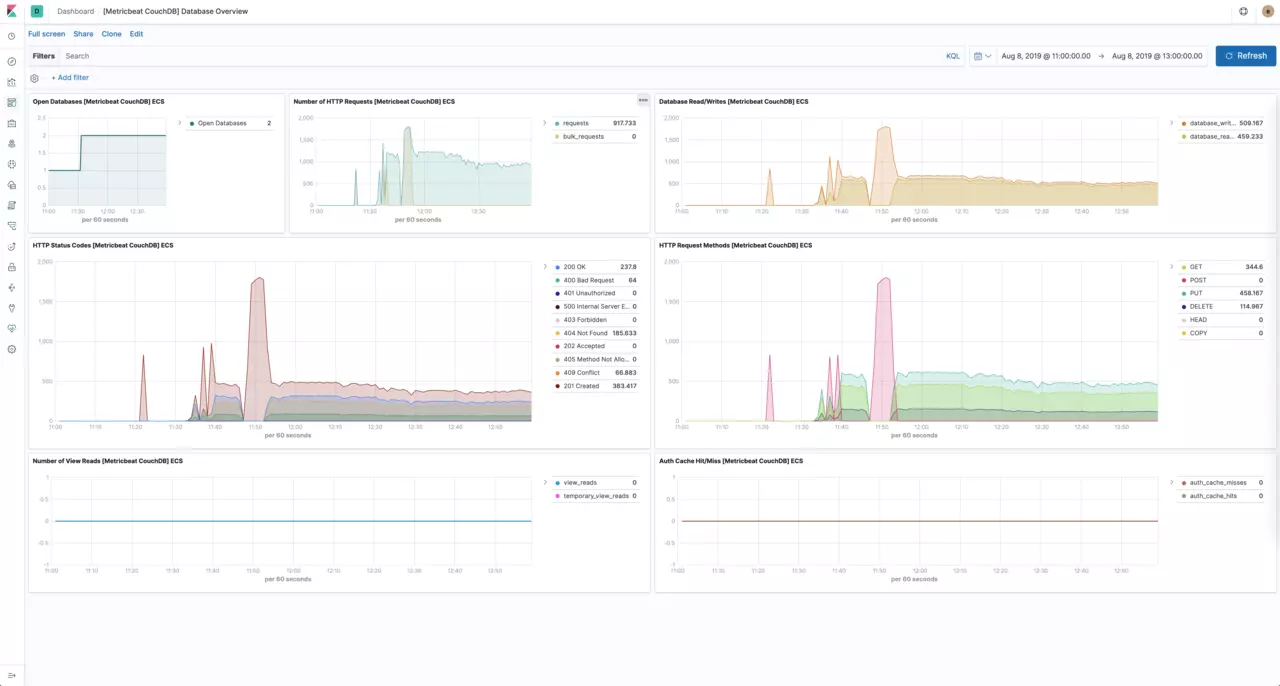 D Dashboard [Metricbeat CouchDB] Database Overview e
Full screen Share Clone Edit
Filters Search KQL Aug 8, 2019 @ 11:00:00.00 → Aug 8, 2019 @ 13:00:00.00 Refresh
+ Add filter
Open Databases [Metricbeat CouchDB] ECS
2
1.5
1
0.5
0
11:00 11:30 12:00 12:30
per 60 seconds
Open Databases 2
Number of HTTP Requests [Metricbeat CouchDB] ECS
2,000
1,500
1,000
500
0
11:00 11:30 12:00 12:30
per 60 seconds
requests 917.733
bulk_requests 0
Database Read/Writes [Metricbeat CouchDB] ECS
2,000
1,500
1,000
500
0
11:00 11:10 11:20 11:30 11:40 11:50 12:00 12:10 12:20 12:30 12:40 12:50
per 60 seconds
database_writ... 509.167
database_rea... 459.233
HTTP Status Codes [Metricbeat CouchDB] ECS
2,000
1,500
1,000
500
0
11:00 11:10 11:20 11:30 11:40 11:50 12:00 12:10 12:20 12:30 12:40 12:50
per 60 seconds
200 OK 237.8
400 Bad Request 64
401 Unauthorized 0
500 Internal Server E... 0
403 Forbidden 0
404 Not Found 185.633
202 Accepted 0
405 Method Not Allo... 0
409 Conflict 66.883
201 Created 383.417
HTTP Request Methods [Metricbeat CouchDB] ECS
2,000
1,500
1,000
500
0
11:00 11:10 11:20 11:30 11:40 11:50 12:00 12:10 12:20 12:30 12:40 12:50
per 60 seconds
GET 344.6
POST 0
PUT 458.167
DELETE 114.967
HEAD 0
COPY 0
Number of View Reads [Metricbeat CouchDB] ECS
1
0.5
0
-0.5
-1
11:00 11:10 11:20 11:30 11:40 11:50 12:00 12:10 12:20 12:30 12:40 12:50
per 60 seconds
view_reads 0
temporary_view_reads 0
Auth Cache Hit/Miss [Metricbeat CouchDB] ECS
1
0.5
0
-0.5
-1
11:00 11:10 11:20 11:30 11:40 11:50 12:00 12:10 12:20 12:30 12:40 12:50
per 60 seconds
auth_cache_misses 0
auth_cache_hits 0